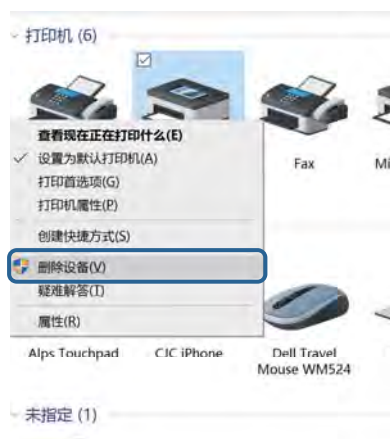 打印机 (6)
查看现在正在打印什么(E)
设置为默认打印机(A)
打印首选项(G)
打印机属性(P)
创建快捷方式(S)
删除设备(V)
疑难解答(T)
属性(R)
Fax
Mi
Alps Touchpad
CJC iPhone
Dell Travel
Mouse WM524
未指定 (1)